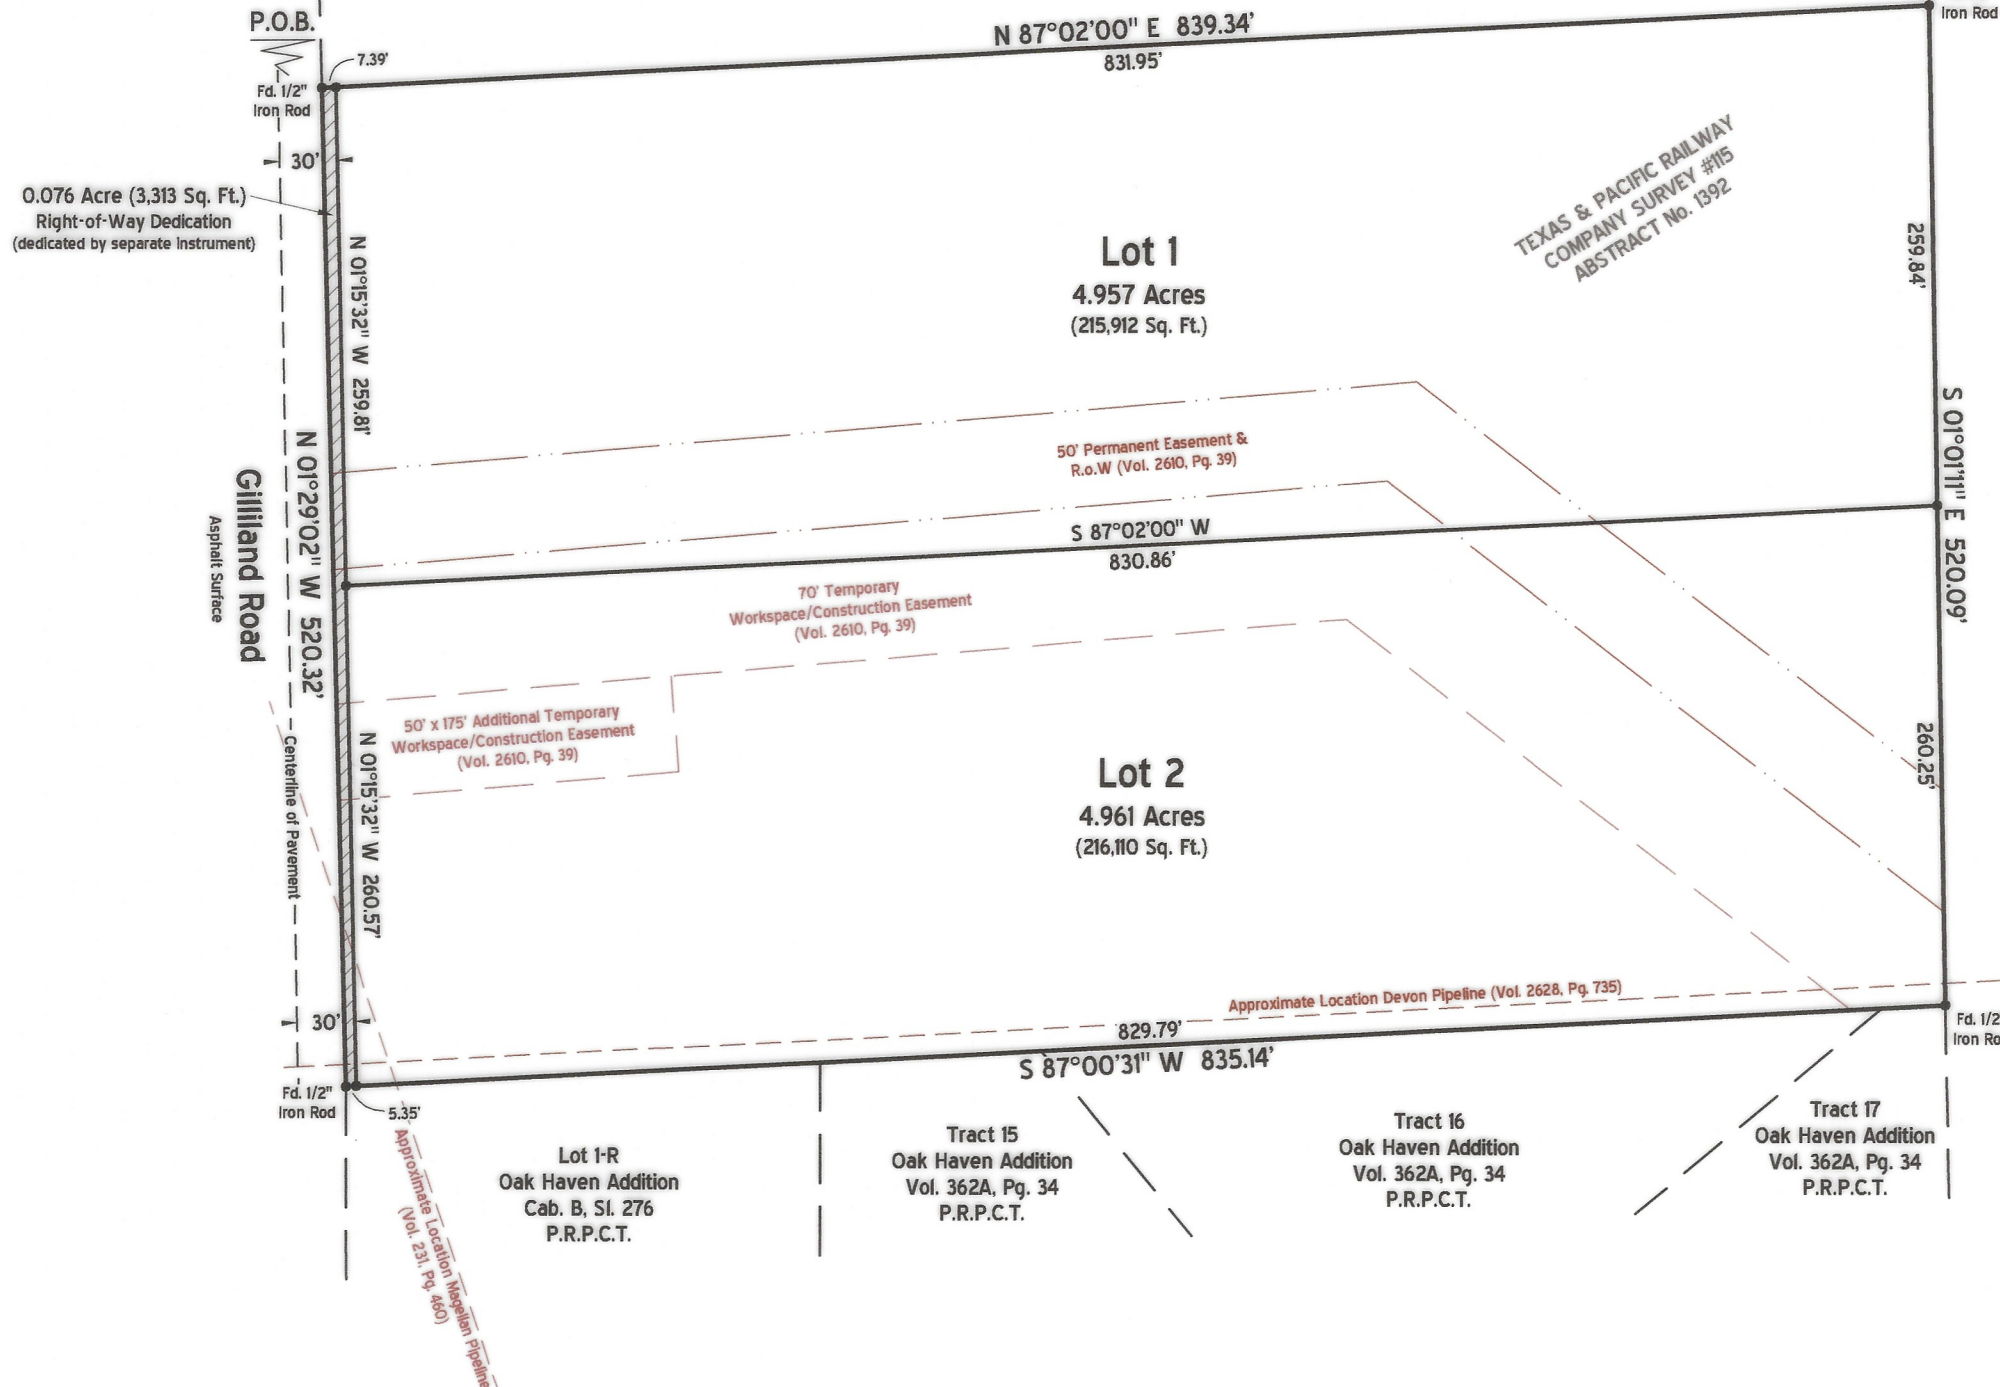 P.O.B.
N 87°02'00" E 839.34'
831.95'
Iron Rod
7.39'
Fd. 1/2"
Iron Rod
30'
0.076 Acre (3,313 Sq. Ft.)
Right-of-Way Dedication
(dedicated by separate instrument)
N 01°15'32" W 259.81'
TEXAS & PACIFIC RAILWAY
COMPANY SURVEY #115
ABSTRACT No. 1392
Lot 1
4.957 Acres
(215,912 Sq. Ft.)
259.84'
S 01°01'11" E 520.09'
50' Permanent Easement &
R.o.W (Vol. 2610, Pg. 39)
S 87°02'00" W
830.86'
N 01°29'02" W 520.32'
Gilliland Road
Asphalt Surface
Centerline of Pavement
70' Temporary
Workspace/Construction Easement
(Vol. 2610, Pg. 39)
50' x 175' Additional Temporary
Workspace/Construction Easement
(Vol. 2610, Pg. 39)
N 01°15'32" W 260.57'
Lot 2
4.961 Acres
(216,110 Sq. Ft.)
260.25'
Approximate Location Devon Pipeline (Vol. 2628, Pg. 735)
30'
829.79'
S 87°00'31" W 835.14'
Fd. 1/2"
Iron Rod
5.35'
Fd. 1/2
Iron Ro
Approximate Location Magellan Pipeline
(Vol. 231, Pg. 460)
Lot 1-R
Oak Haven Addition
Cab. B, Sl. 276
P.R.P.C.T.
Tract 15
Oak Haven Addition
Vol. 362A, Pg. 34
P.R.P.C.T.
Tract 16
Oak Haven Addition
Vol. 362A, Pg. 34
P.R.P.C.T.
Tract 17
Oak Haven Addition
Vol. 362A, Pg. 34
P.R.P.C.T.